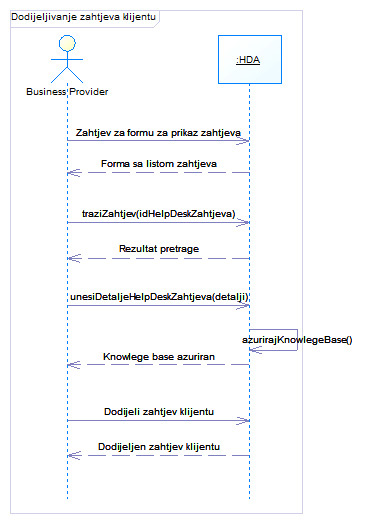 Dodijeljivanje zahtjeva klijentu
:HDA
Business Provider
Zahtjev za formu za prikaz zahtjeva
Forma sa listom zahtjeva
traziZahtjev(idHelpDeskZahtjeva)
Rezultat pretrage
unesiDetaljeHelpDeskZahtjeva(detalji)
azurirajKnowlegeBase()
Knowlege base azuriran
Dodijeli zahtjev klijentu
Dodijeljen zahtjev klijentu